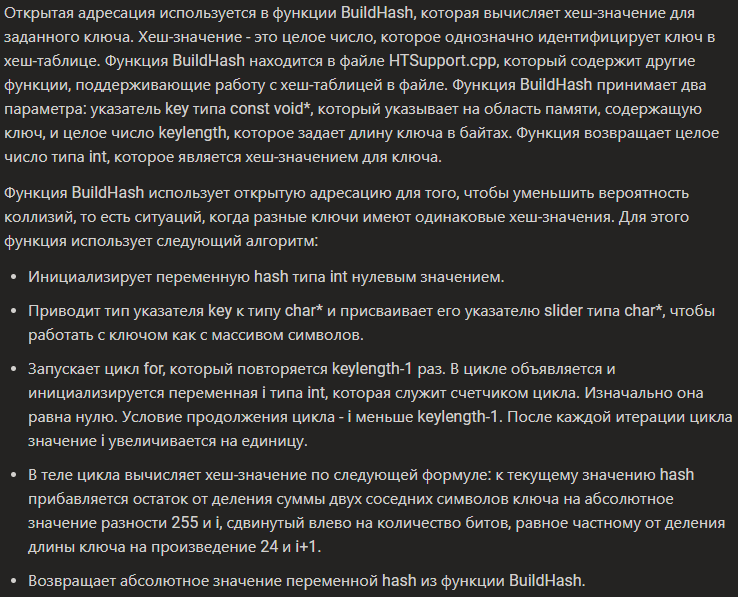 Открытая адресация используется в функции BuildHash, которая вычисляет хеш-значение для
заданного ключа. Хеш-значение - это целое число, которое однозначно идентифицирует ключ в
хеш-таблице. Функция BuildHash находится в файле HTSupport.cpp, который содержит другие
функции, поддерживающие работу с хеш-таблицей в файле. Функция BuildHash принимает два
параметра: указатель key типа const void*, который указывает на область памяти, содержащую
ключ, и целое число keylength, которое задает длину ключа в байтах. Функция возвращает целое
число типа int, которое является хеш-значением для ключа.
Функция BuildHash использует открытую адресацию для того, чтобы уменьшить вероятность
коллизий, то есть ситуаций, когда разные ключи имеют одинаковые хеш-значения. Для этого
функция использует следующий алгоритм:
• Инициализирует переменную hash типа int нулевым значением.
• Приводит тип указателя key к типу char* и присваивает его указателю slider типа char*, чтобы
работать с ключом как с массивом символов.
• Запускает цикл for, который повторяется keylength-1 раз. В цикле объявляется и
инициализируется переменная i типа int, которая служит счетчиком цикла. Изначально она
равна нулю. Условие продолжения цикла - i меньше keylength-1. После каждой итерации цикла
значение i увеличивается на единицу.
• В теле цикла вычисляет хеш-значение по следующей формуле: к текущему значению hash
прибавляется остаток от деления суммы двух соседних символов ключа на абсолютное
значение разности 255 и i, сдвинутый влево на количество битов, равное частному от деления
длины ключа на произведение 24 и i+1.
• Возвращает абсолютное значение переменной hash из функции BuildHash.